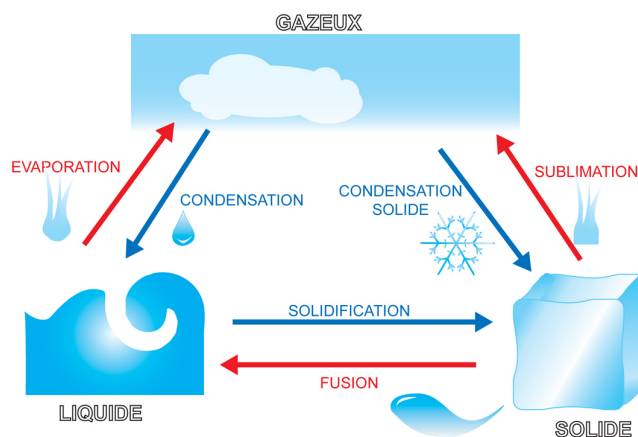 GAZEUX
EVAPORATION
CONDENSATION
CONDENSATION
SOLIDE
SUBLIMATION
SOLIDIFICATION
FUSION
LIQUIDE
SOLIDE